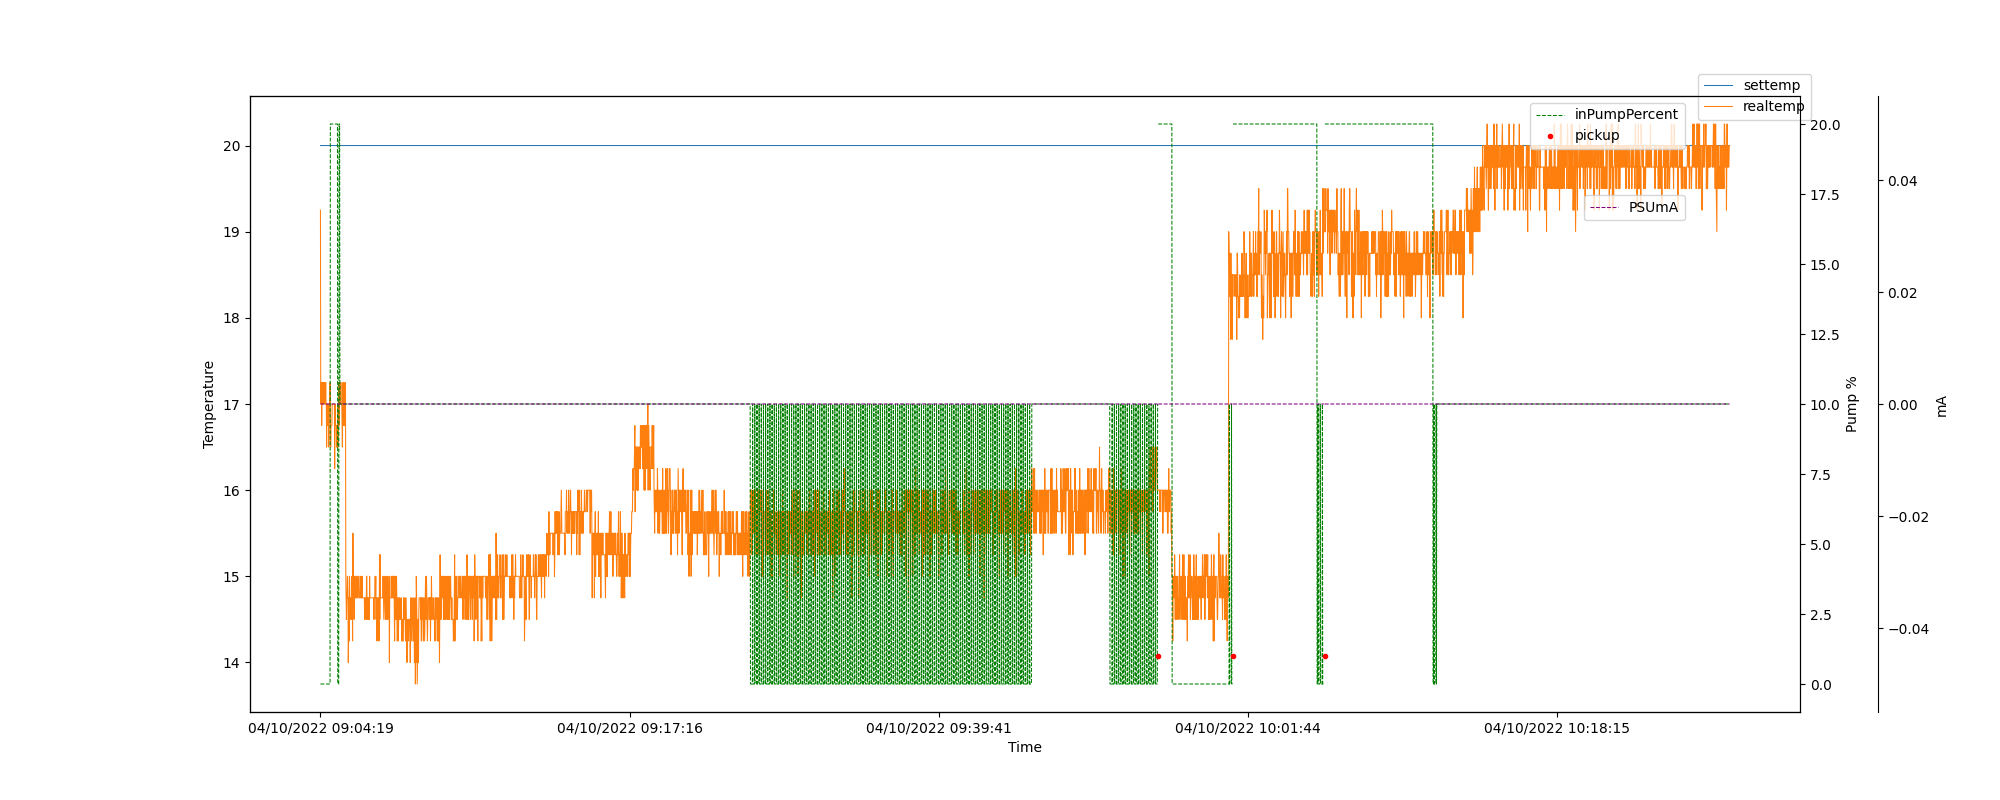 settemp
realtemp
inPumpPercent
pickup
PSUmA
20
19
18
17
16
15
14
Temperature
20.0
17.5
15.0
12.5
10.0
7.5
5.0
2.5
0.0
Pump %
0.04
0.02
0.00
−0.02
−0.04
mA
04/10/2022 09:04:19
04/10/2022 09:17:16
04/10/2022 09:39:41
04/10/2022 10:01:44
04/10/2022 10:18:15
Time